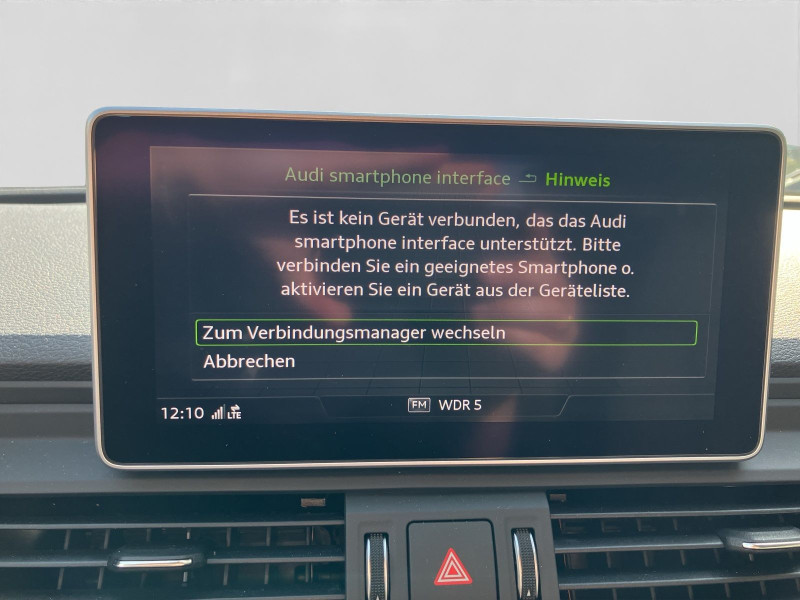 Audi smartphone interface Hinweis
Es ist kein Gerät verbunden, das das Audi
smartphone interface unterstützt. Bitte
verbinden Sie ein geeignetes Smartphone o.
aktivieren Sie ein Gerät aus der Geräteliste.
Zum Verbindungsmanager wechseln
Abbrechen
12:10 LTE FM WDR 5